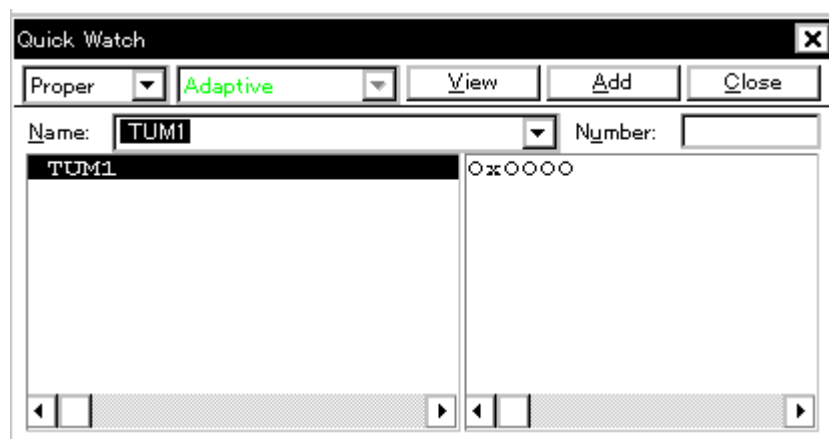 Quick Watch
Proper Adaptive View Add Close
Name: TUM1 Number:
TUM1 0x0000